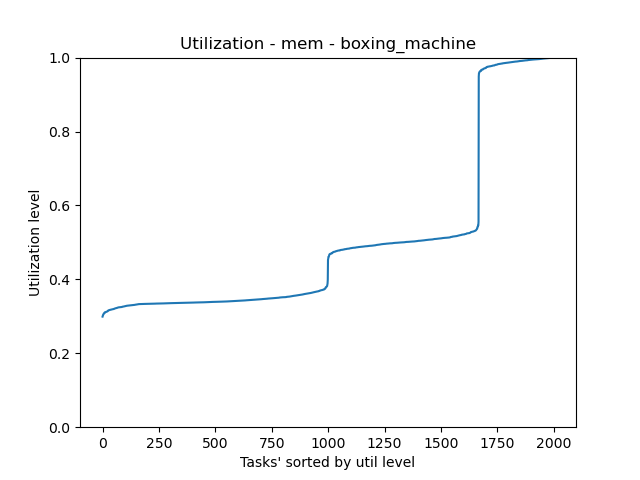 Utilization - mem - boxing_machine
1.0
0.8
0.6
0.4
0.2
0.0
Utilization level
0 250 500 750 1000 1250 1500 1750 2000
Tasks' sorted by util level